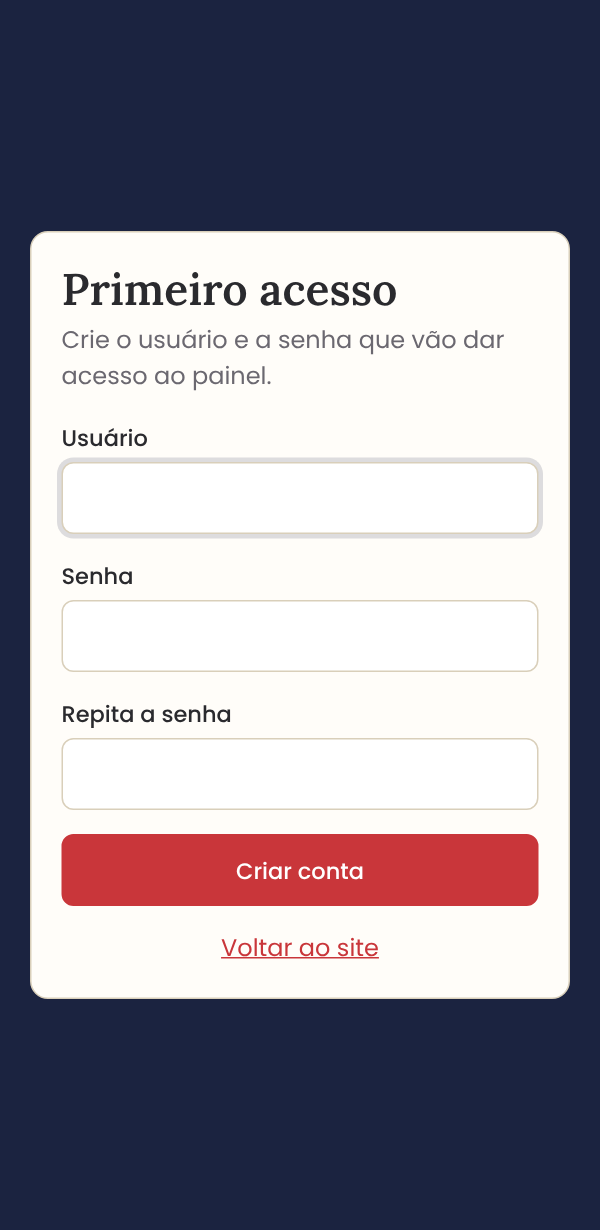 Primeiro acesso
Crie o usuário e a senha que vão dar
acesso ao painel.
Usuário
Senha
Repita a senha
Criar conta
Voltar ao site